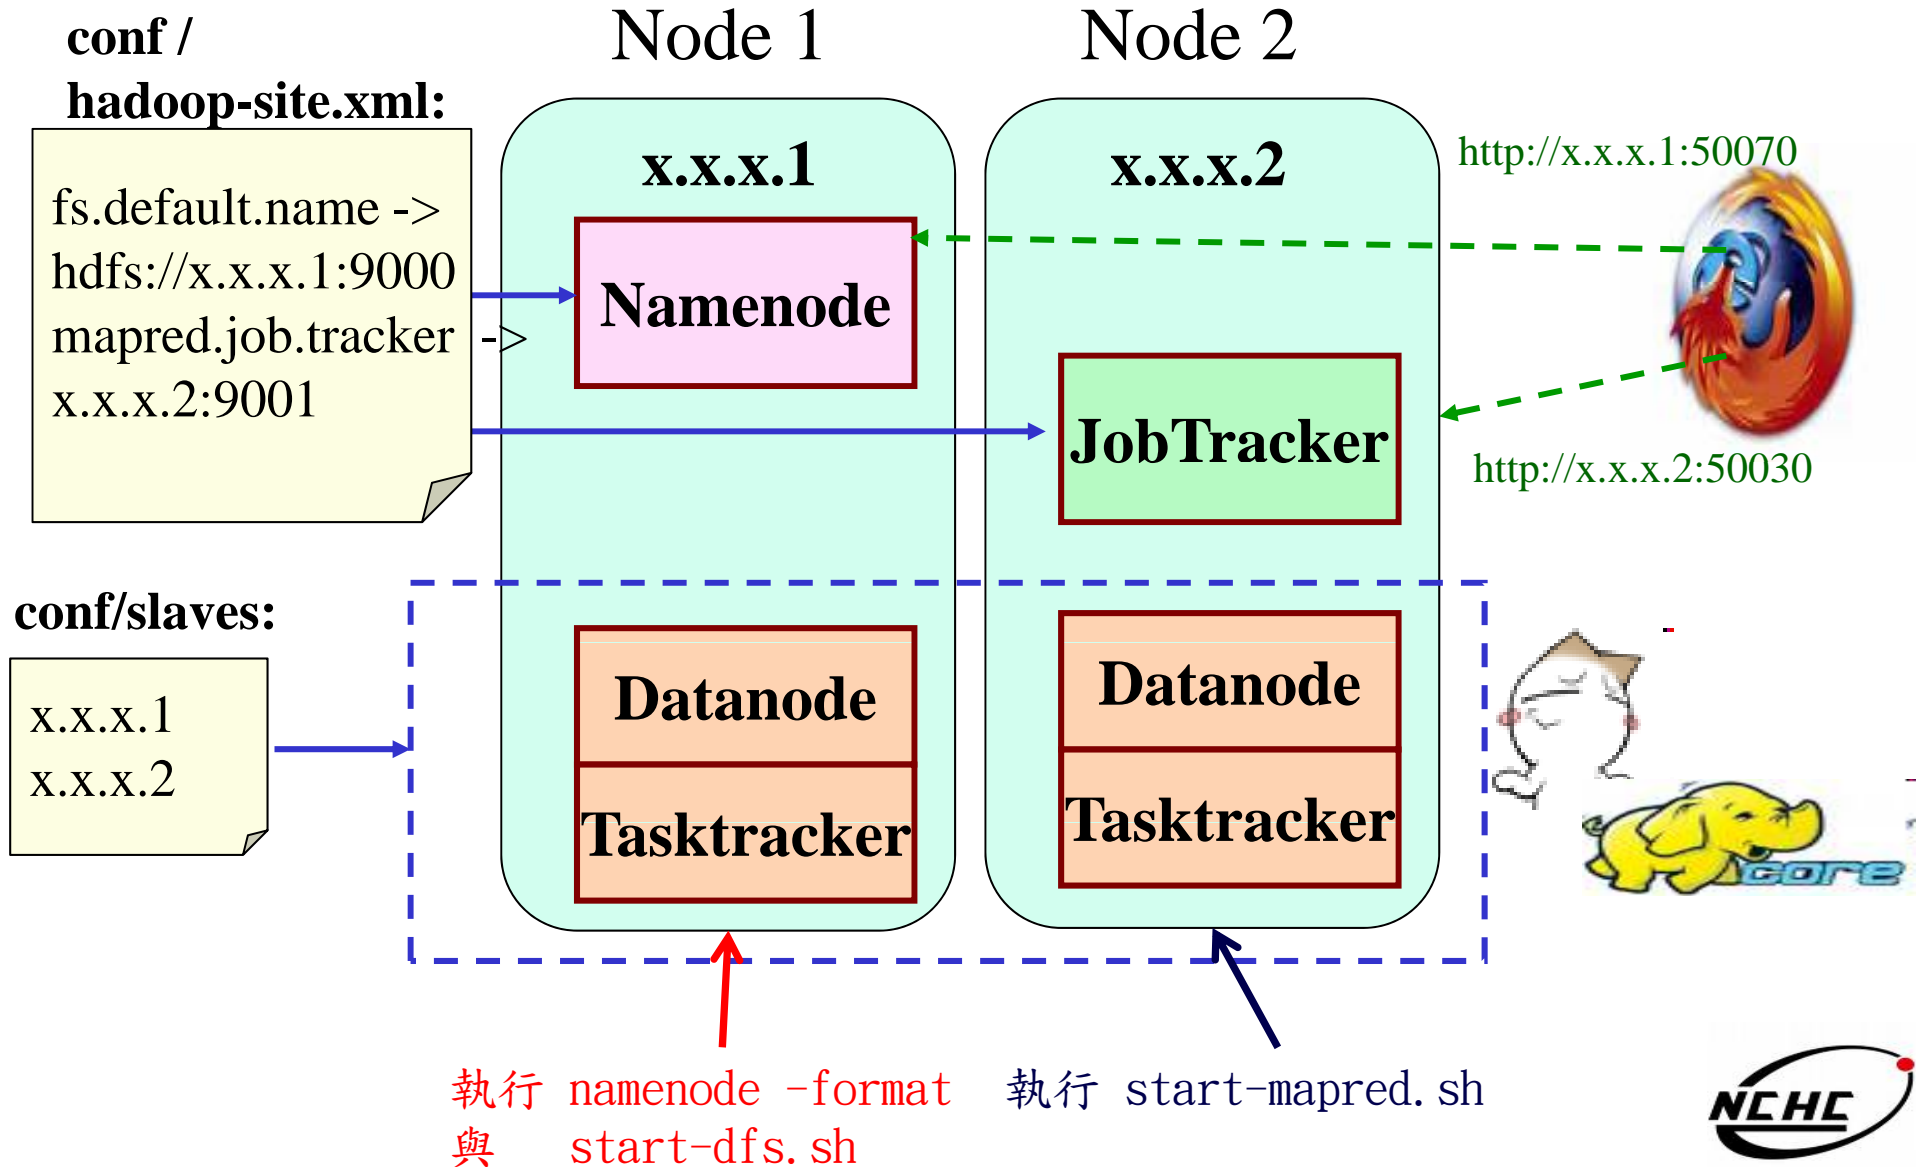 conf /
hadoop-site.xml:
Node 1
Node 2
fs.default.name ->
hdfs://x.x.x.1:9000
mapred.job.tracker ->
x.x.x.2:9001
x.x.x.1
x.x.x.2
Namenode
JobTracker
http://x.x.x.1:50070
http://x.x.x.2:50030
conf/slaves:
x.x.x.1
x.x.x.2
Datanode
Tasktracker
Datanode
Tasktracker
core
執行 namenode -format
與 start-dfs.sh
執行 start-mapred.sh
NCHC